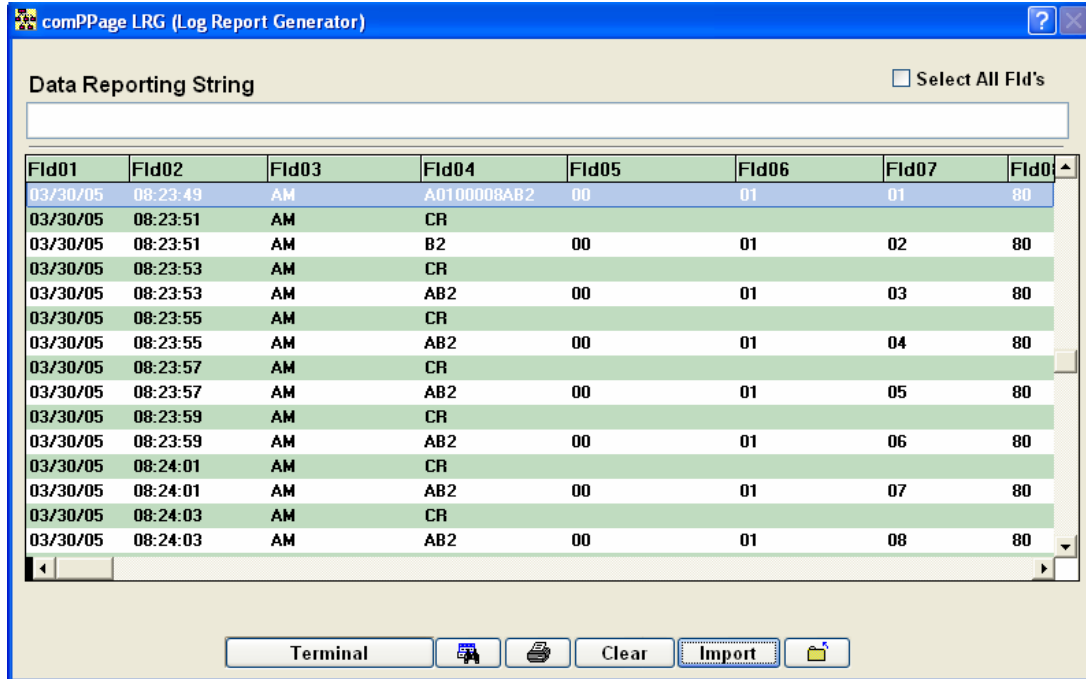 comPPage LRG (Log Report Generator)
Data Reporting String
Select All Fld's
Fld01 Fld02 Fld03 Fld04 Fld05 Fld06 Fld07 Fld0
03/30/05 08:23:49 AM A0100008AB2 00 01 01 80
03/30/05 08:23:51 AM CR
03/30/05 08:23:51 AM B2 00 01 02 80
03/30/05 08:23:53 AM CR
03/30/05 08:23:53 AM AB2 00 01 03 80
03/30/05 08:23:55 AM CR
03/30/05 08:23:55 AM AB2 00 01 04 80
03/30/05 08:23:57 AM CR
03/30/05 08:23:57 AM AB2 00 01 05 80
03/30/05 08:23:59 AM CR
03/30/05 08:23:59 AM AB2 00 01 06 80
03/30/05 08:24:01 AM CR
03/30/05 08:24:01 AM AB2 00 01 07 80
03/30/05 08:24:03 AM CR
03/30/05 08:24:03 AM AB2 00 01 08 80
Terminal Clear Import